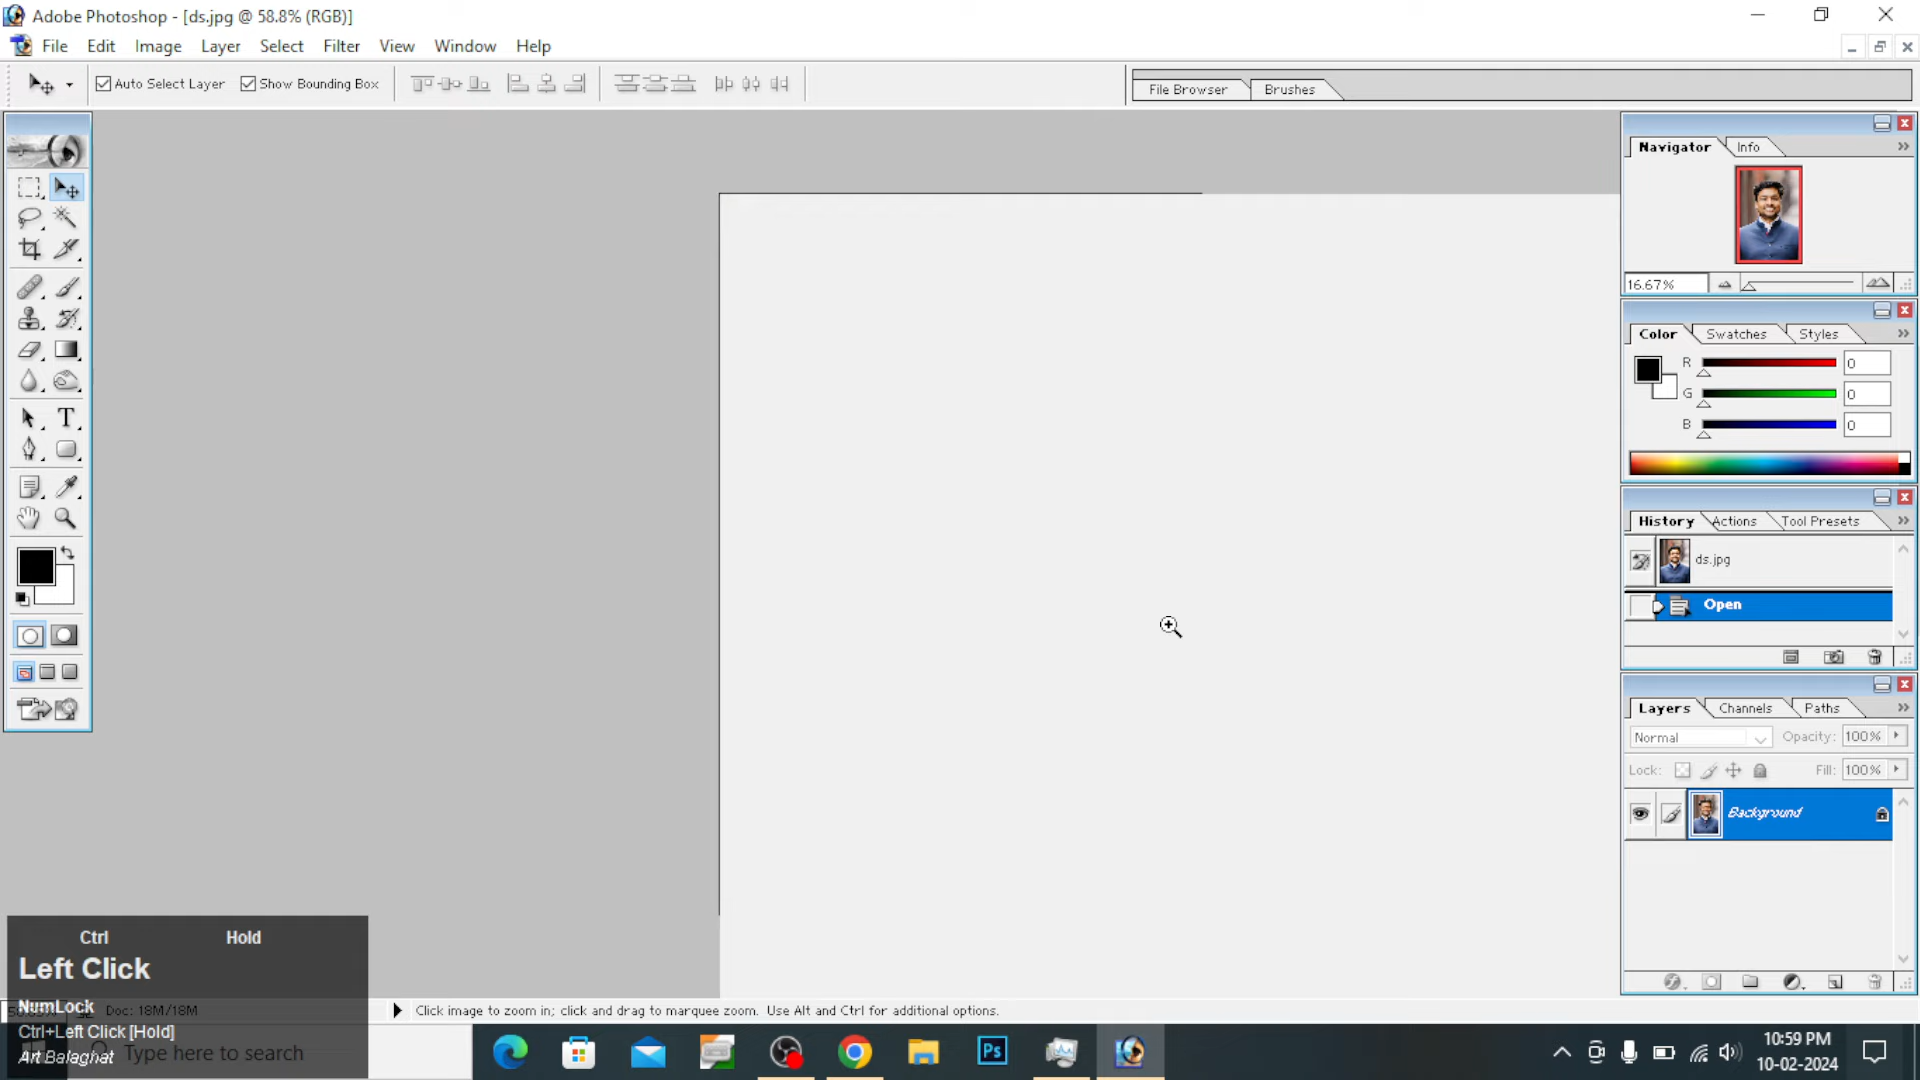 Adobe Photoshop - [ds.jpg @ 58.8% (RGB)]
File Edit Image Layer Select Filter View Window Help
Auto Select Layer Show Bounding Box File Browser Brushes
Navigator Info
16.67%
Color Swatches Styles
R 0
G 0
B 0
History Actions Tool Presets
ds.jpg
Open
Layers Channels Paths
Normal Opacity: 100%
Lock: Fill: 100%
Background
Ctrl Hold
Left Click
NumLock
Doc: 18M/18M Click image to zoom in; click and drag to marquee zoom. Use Alt and Ctrl for additional options.
Ctrl+Left Click [Hold]
Art Balaghat
Type here to search
Ps
10:59 PM
10-02-2024